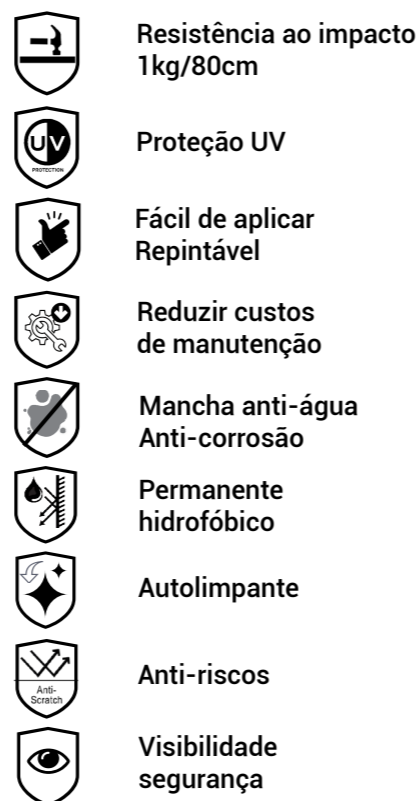 Resistência ao impacto
1kg/80cm
UV
PROTECTION
Proteção UV
Fácil de aplicar
Repintável
Reduzir custos
de manutenção
Mancha anti-água
Anti-corrosão
Permanente
hidrofóbico
Autolimpante
Anti-
Scratch
Anti-riscos
Visibilidade
segurança